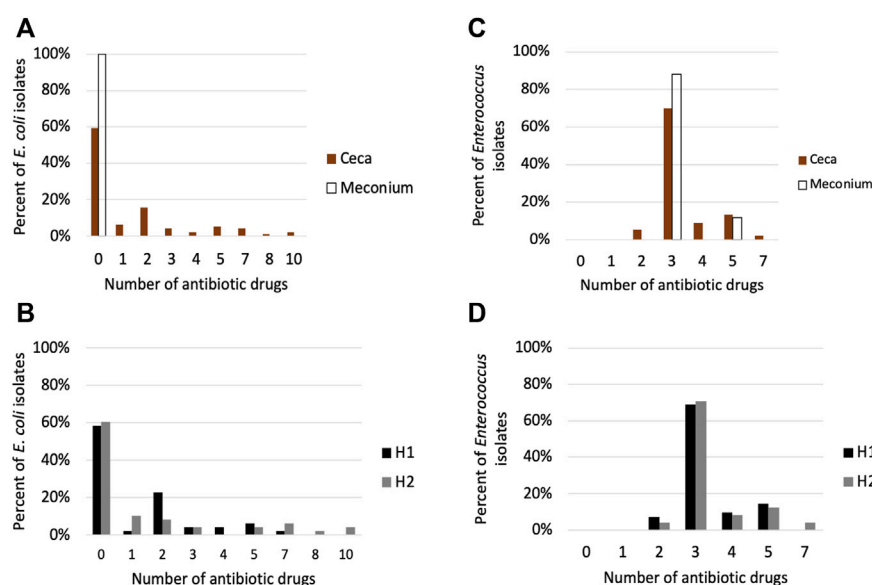 A
100%
80%
60%
40%
20%
0%
Percent of E. coli isolates
0 1 2 3 4 5 7 8 10
Number of antibiotic drugs
Ceca
Meconium
C
100%
80%
60%
40%
20%
0%
Percent of Enterococcus
isolates
0 1 2 3 4 5 7
Number of antibiotic drugs
Ceca
Meconium
B
100%
80%
60%
40%
20%
0%
Percent of E. coli isolates
0 1 2 3 4 5 7 8 10
Number of antibiotic drugs
H1
H2
D
100%
80%
60%
40%
20%
0%
Percent of Enterococcus
isolates
0 1 2 3 4 5 7
Number of antibiotic drugs
H1
H2